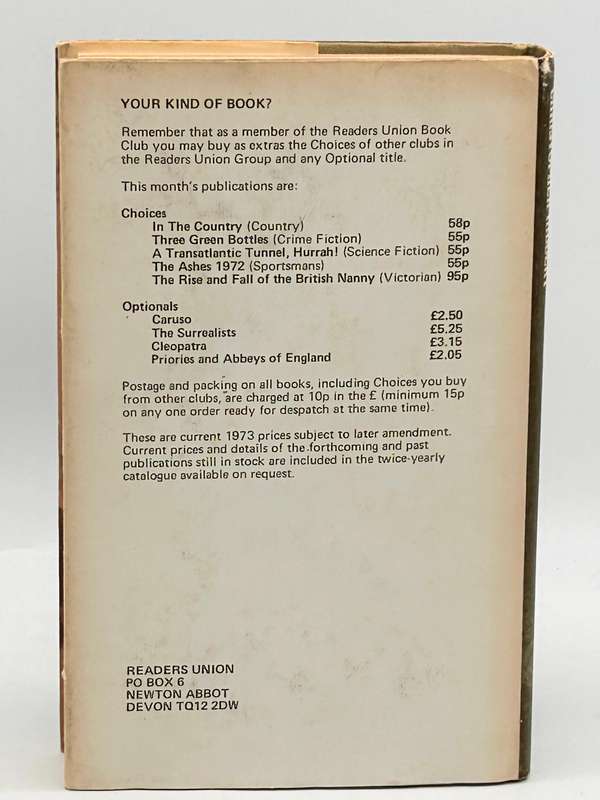 YOUR KIND OF BOOK?
Remember that as a member of the Readers Union Book
Club you may buy as extras the Choices of other clubs in
the Readers Union Group and any Optional title.
This month's publications are:
Choices
In The Country (Country) 58p
Three Green Bottles (Crime Fiction) 55p
A Transatlantic Tunnel, Hurrah! (Science Fiction) 55p
The Ashes 1972 (Sportsmans) 55p
The Rise and Fall of the British Nanny (Victorian) 95p
Optionals
Caruso £2.50
The Surrealists £5.25
Cleopatra £3.15
Priories and Abbeys of England £2.05
Postage and packing on all books, including Choices you buy
from other clubs, are charged at 10p in the £ (minimum 15p
on any one order ready for despatch at the same time).
These are current 1973 prices subject to later amendment.
Current prices and details of the forthcoming and past
publications still in stock are included in the twice-yearly
catalogue available on request.
READERS UNION
PO BOX 6
NEWTON ABBOT
DEVON TQ12 2DW